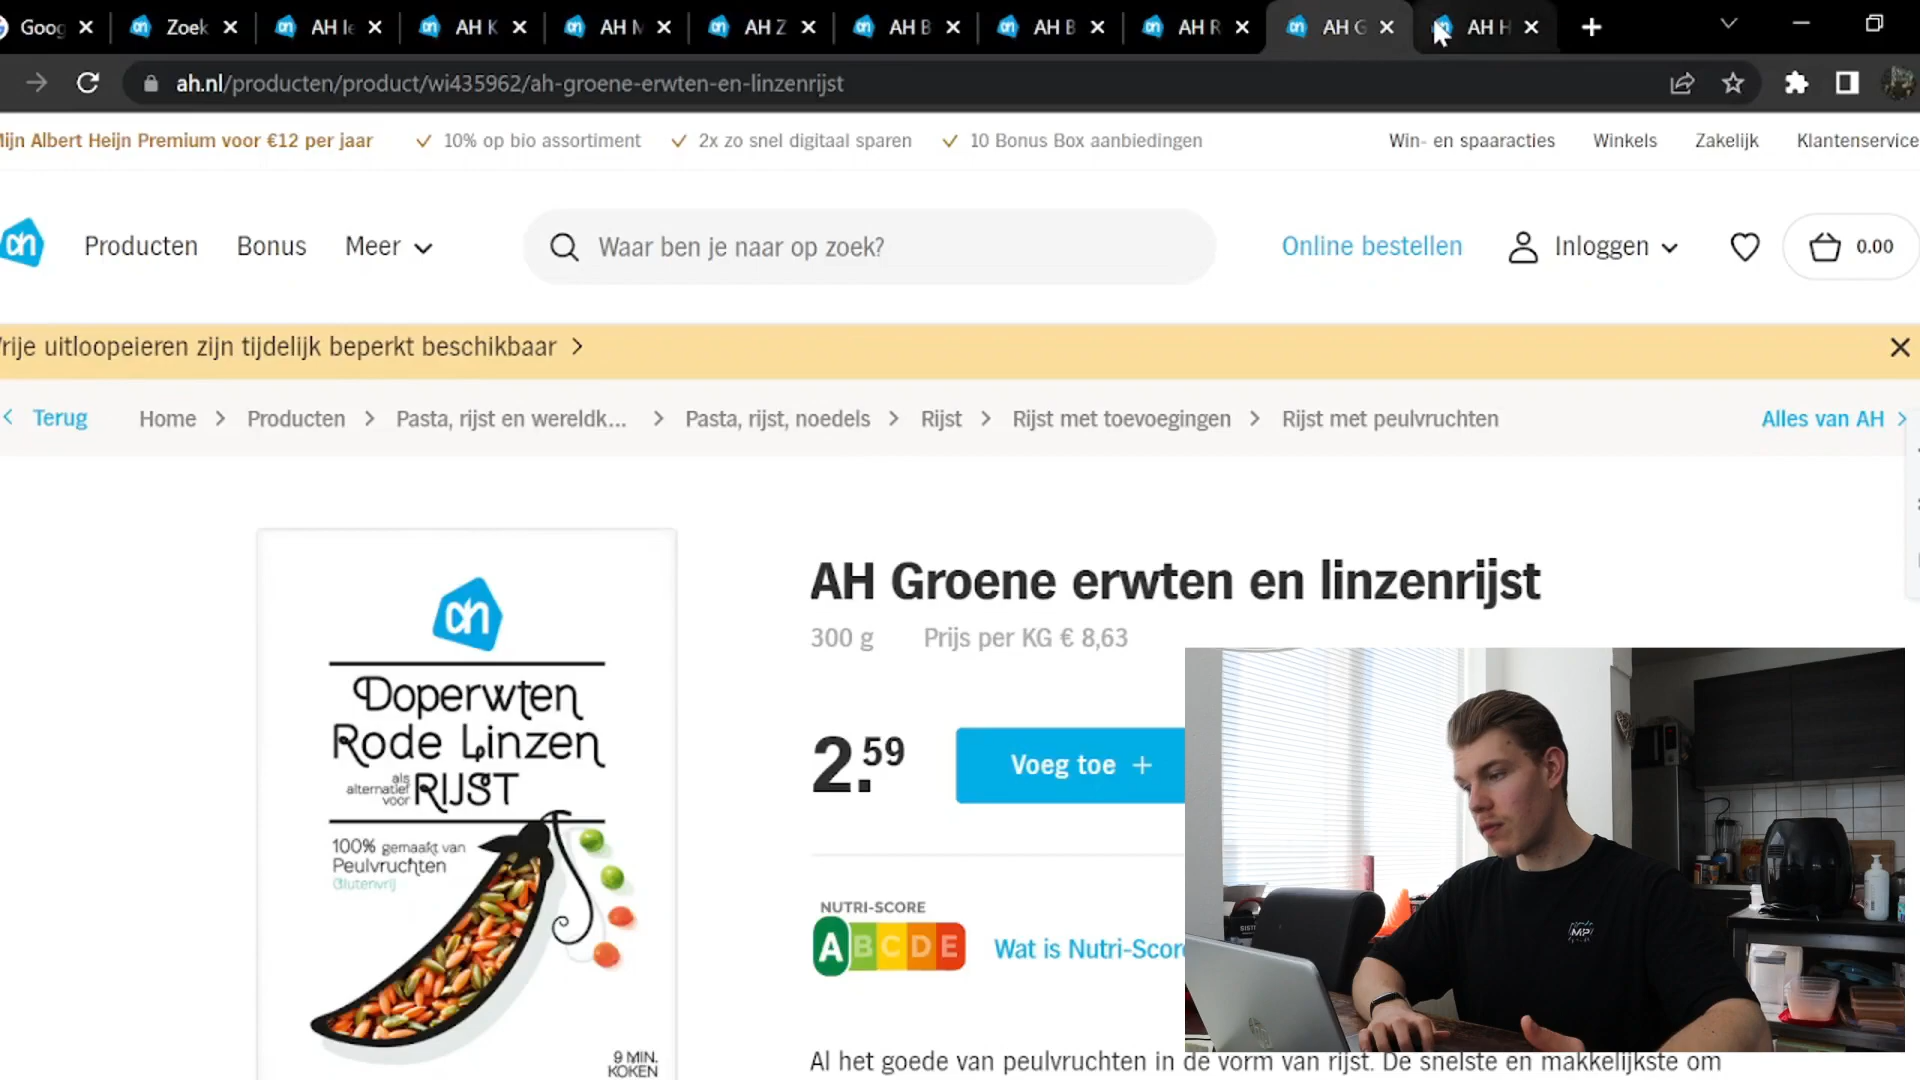 Goog
Zoek
AH Ie
AH K
AH M
AH Z
AH B
AH B
AH R
AH G
AH H
ah.nl/producten/product/wi435962/ah-groene-erwten-en-linzenrijst
Mijn Albert Heijn Premium voor €12 per jaar
10% op bio assortiment
2x zo snel digitaal sparen
10 Bonus Box aanbiedingen
Win- en spaaracties
Winkels
Zakelijk
Klantenservice
ah
Producten
Bonus
Meer
Waar ben je naar op zoek?
Online bestellen
Inloggen
0.00
Vrije uitloopeieren zijn tijdelijk beperkt beschikbaar
Terug
Home
Producten
Pasta, rijst en wereldk...
Pasta, rijst, noedels
Rijst
Rijst met toevoegingen
Rijst met peulvruchten
Alles van AH
ah
Doperwten
Rode Linzen
als alternatief voor RIJST
100% gemaakt van
Peulvruchten
Glutenvrij
9 MIN.
KOKEN
AH Groene erwten en linzenrijst
300 g
Prijs per KG € 8,63
2.59
Voeg toe +
NUTRI-SCORE
A B C D E
Wat is Nutri-Score
MP
Al het goede van peulvruchten in de vorm van rijst. De snelste en makkelijkste om